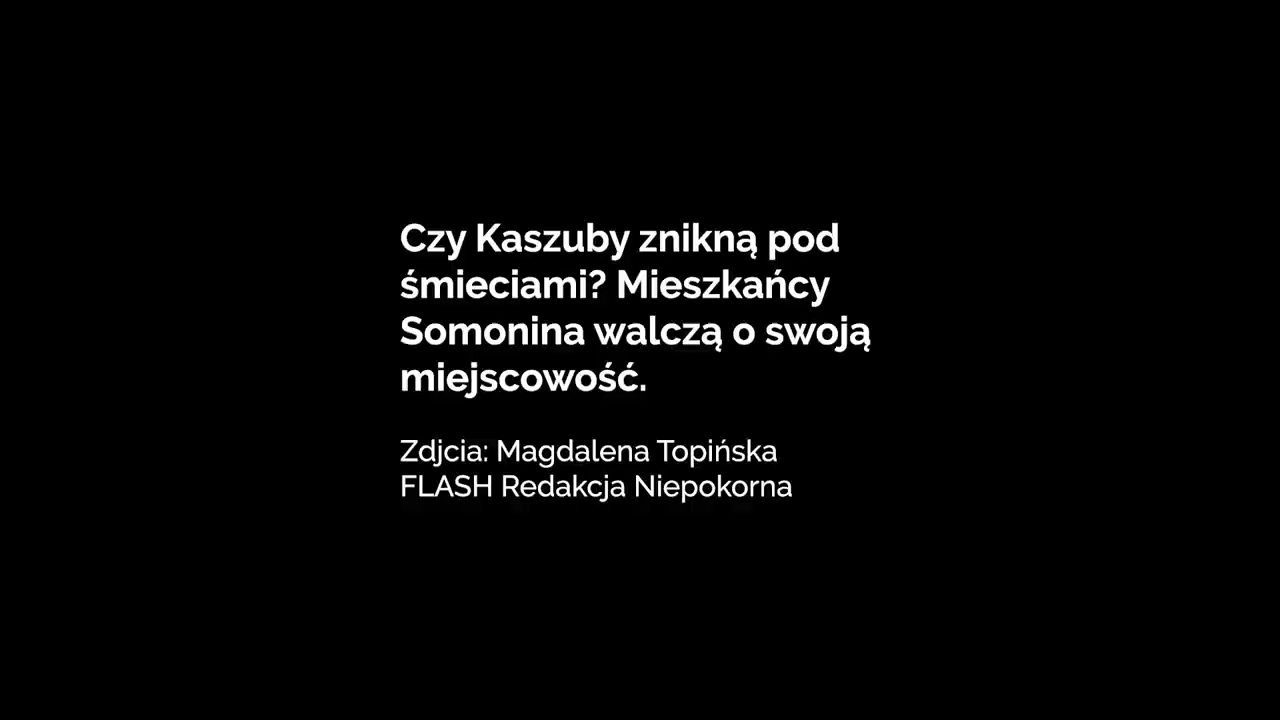 Czy Kaszuby znikną pod
śmieciami? Mieszkańcy
Somonina walczą o swoją
miejscowość.
Zdjcia: Magdalena Topińska
FLASH Redakcja Niepokorna